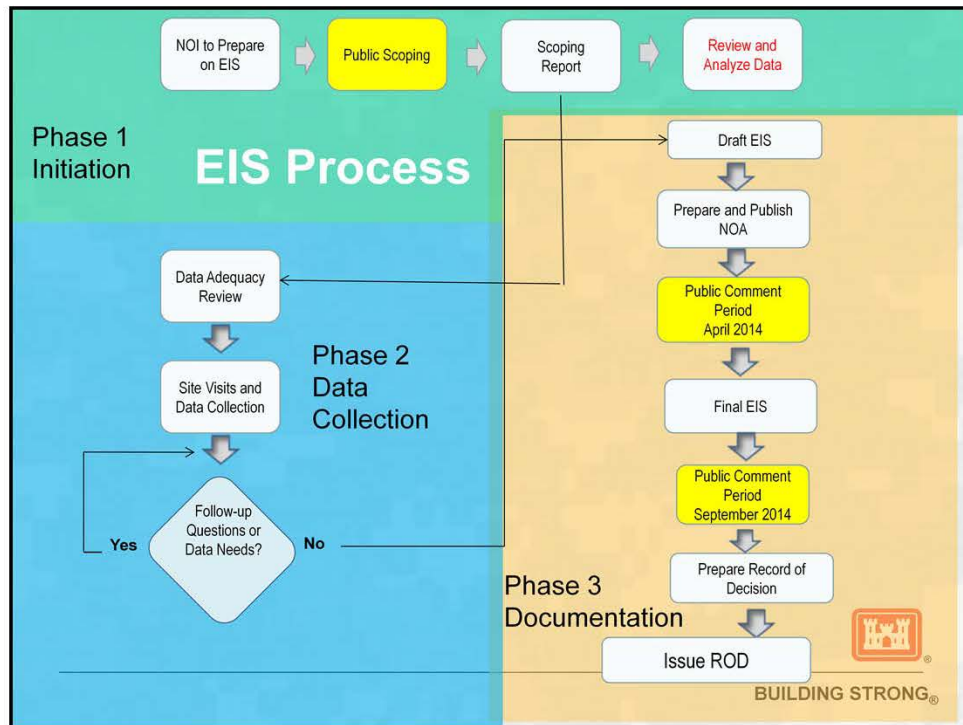 NOI to Prepare
on EIS
Public Scoping
Scoping
Report
Review and
Analyze Data
Phase 1
Initiation
EIS Process
Data Adequacy
Review
Site Visits and
Data Collection
Phase 2
Data
Collection
Follow-up
Questions or
Data Needs?
Yes
No
Draft EIS
Prepare and Publish
NOA
Public Comment
Period
April 2014
Final EIS
Public Comment
Period
September 2014
Prepare Record of
Decision
Phase 3
Documentation
Issue ROD
®
BUILDING STRONG®